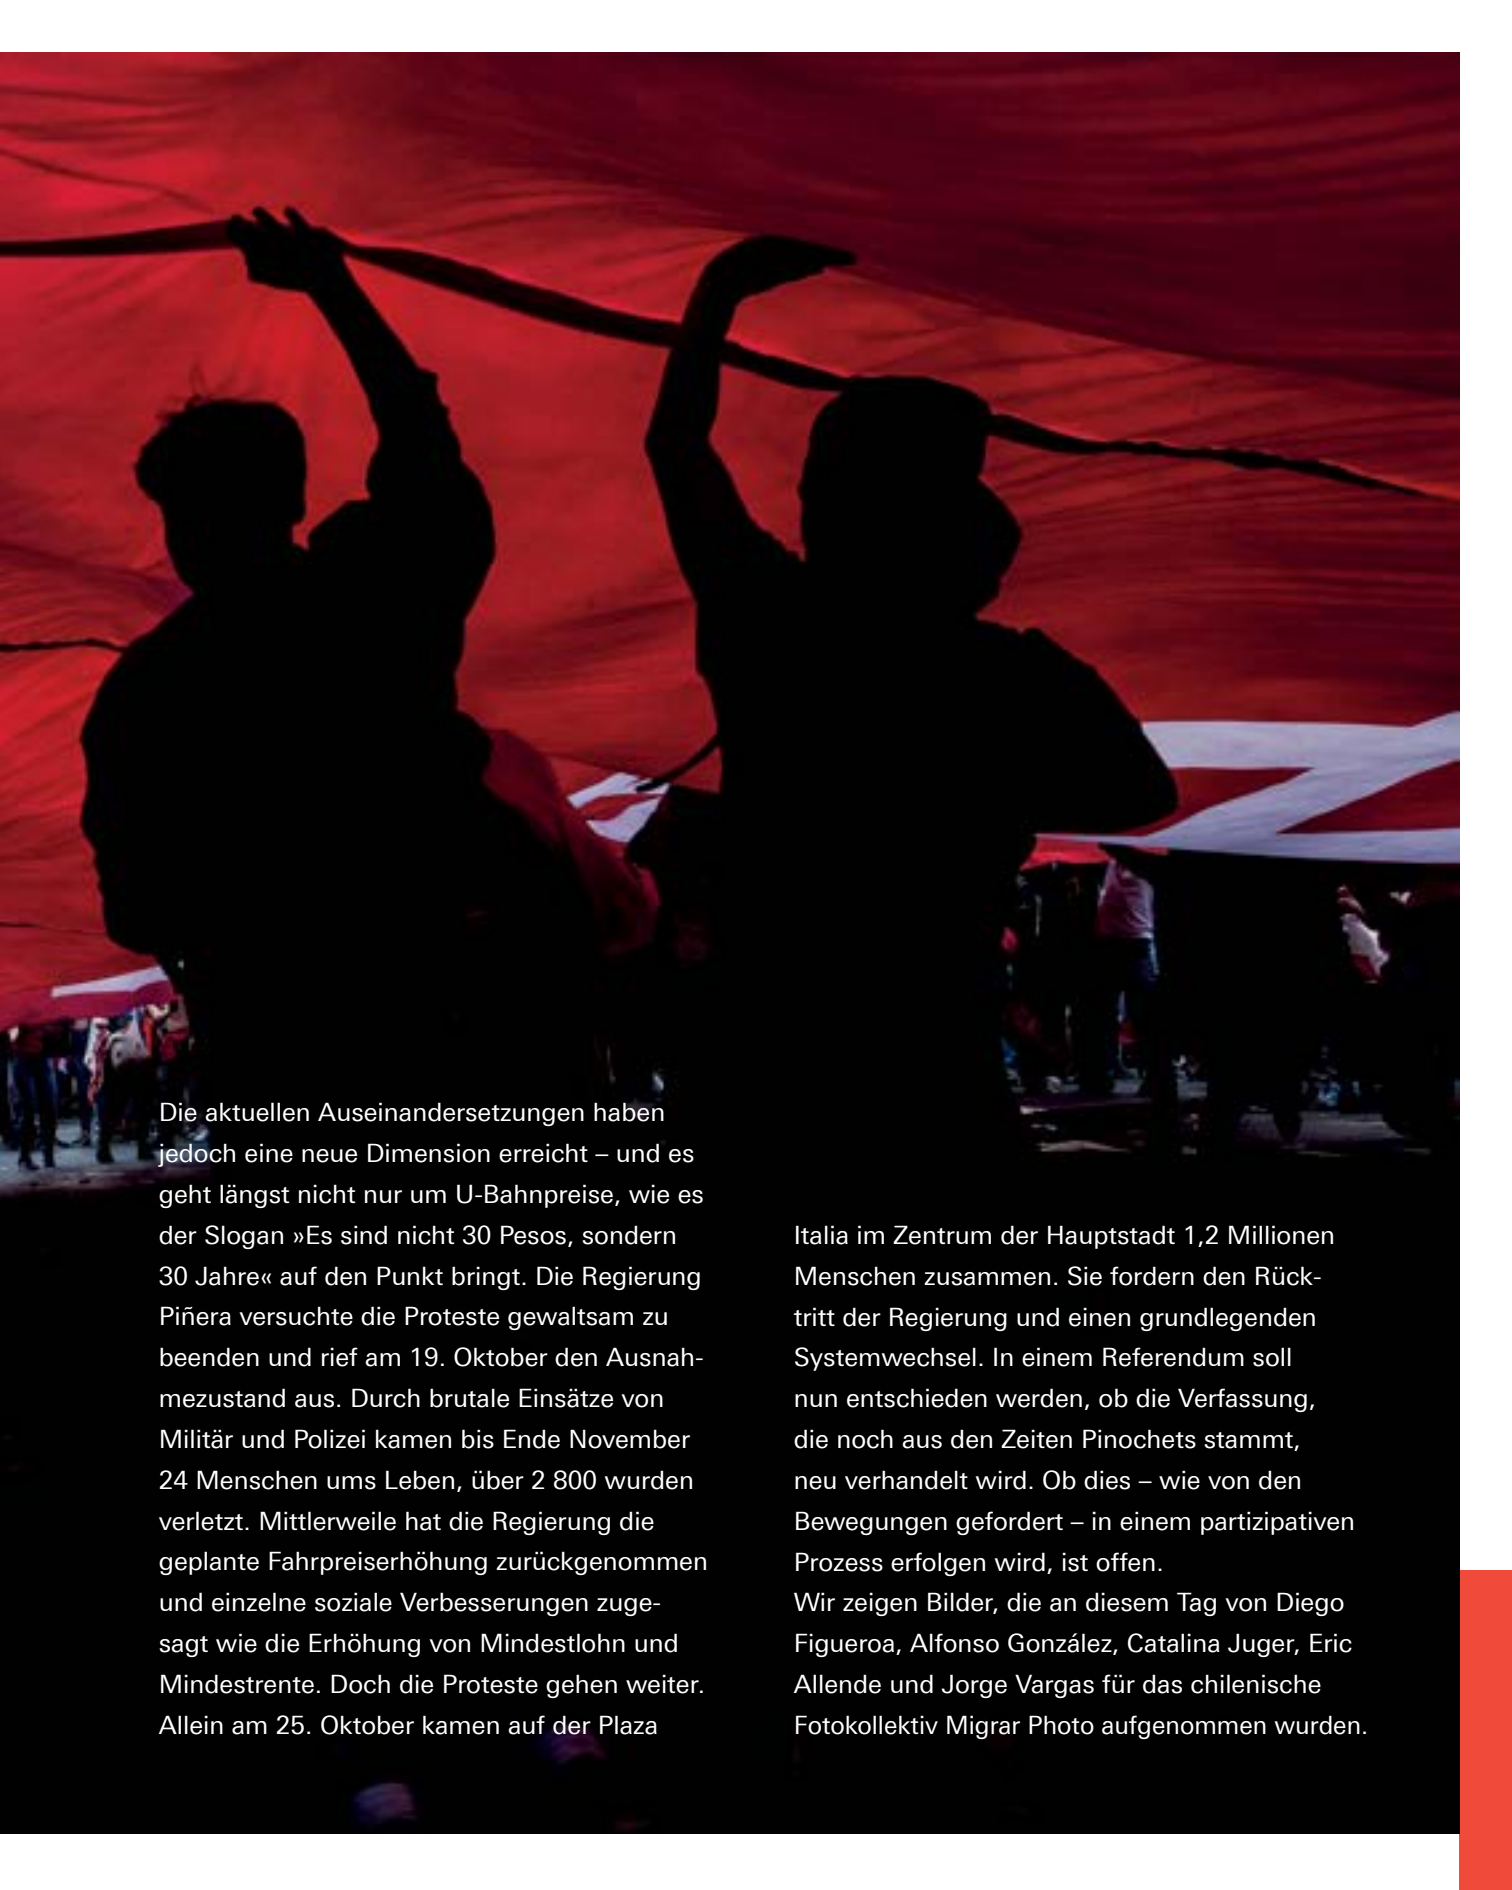 Die aktuellen Auseinandersetzungen haben
jedoch eine neue Dimension erreicht – und es
geht längst nicht nur um U-Bahnpreise, wie es
der Slogan »Es sind nicht 30 Pesos, sondern
30 Jahre« auf den Punkt bringt. Die Regierung
Piñera versuchte die Proteste gewaltsam zu
beenden und rief am 19. Oktober den Ausnah-
mezustand aus. Durch brutale Einsätze von
Militär und Polizei kamen bis Ende November
24 Menschen ums Leben, über 2 800 wurden
verletzt. Mittlerweile hat die Regierung die
geplante Fahrpreiserhöhung zurückgenommen
und einzelne soziale Verbesserungen zuge-
sagt wie die Erhöhung von Mindestlohn und
Mindestrente. Doch die Proteste gehen weiter.
Allein am 25. Oktober kamen auf der Plaza
Italia im Zentrum der Hauptstadt 1,2 Millionen
Menschen zusammen. Sie fordern den Rück-
tritt der Regierung und einen grundlegenden
Systemwechsel. In einem Referendum soll
nun entschieden werden, ob die Verfassung,
die noch aus den Zeiten Pinochets stammt,
neu verhandelt wird. Ob dies – wie von den
Bewegungen gefordert – in einem partizipativen
Prozess erfolgen wird, ist offen.
Wir zeigen Bilder, die an diesem Tag von Diego
Figueroa, Alfonso González, Catalina Juger, Eric
Allende und Jorge Vargas für das chilenische
Fotokollektiv Migrar Photo aufgenommen wurden.